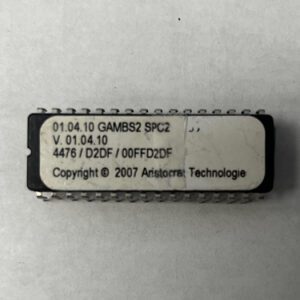 01.04.10 GAMBS2 SPC2
V. 01.04.10
4476 / D2DF / 00FFD2DF
Copyright © 2007 Aristocrat Technologie